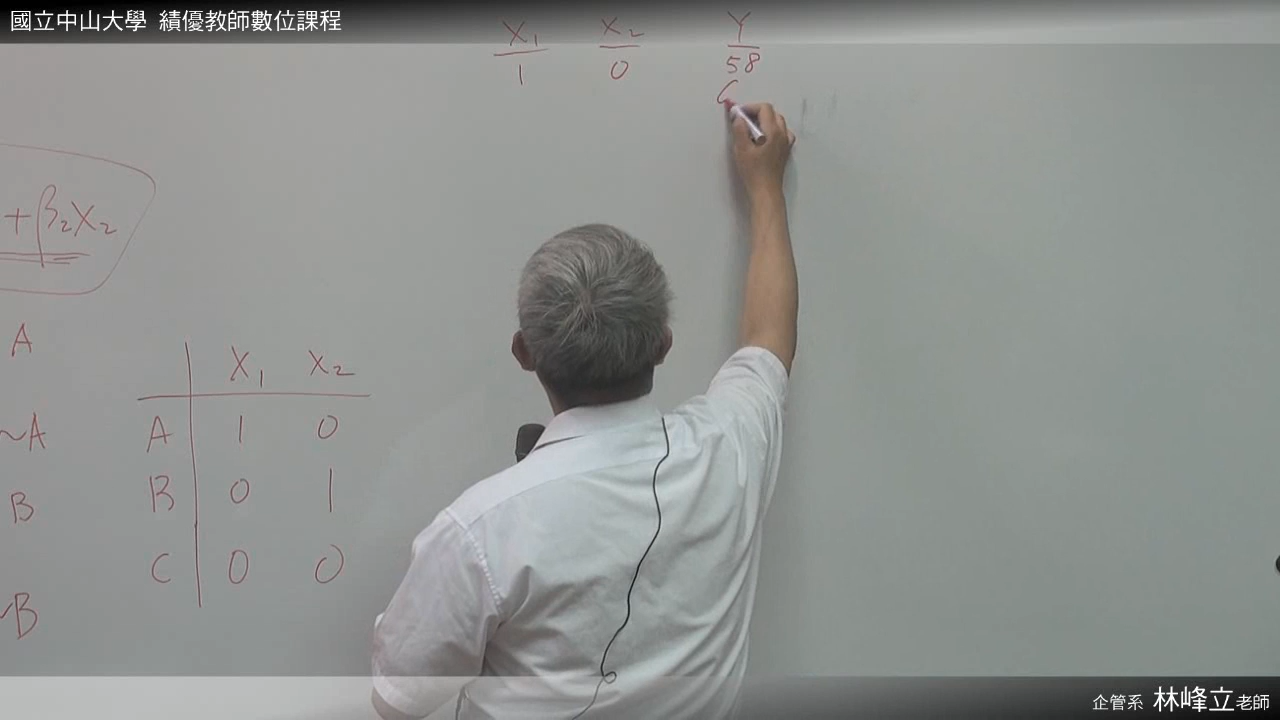 國立中山大學 績優教師數位課程
X₁ X₂ Y
1 0 58
+ β₂X₂
A
~A
B
~B
X₁ X₂
A 1 0
B 0 1
C 0 0
企管系 林峰立老師